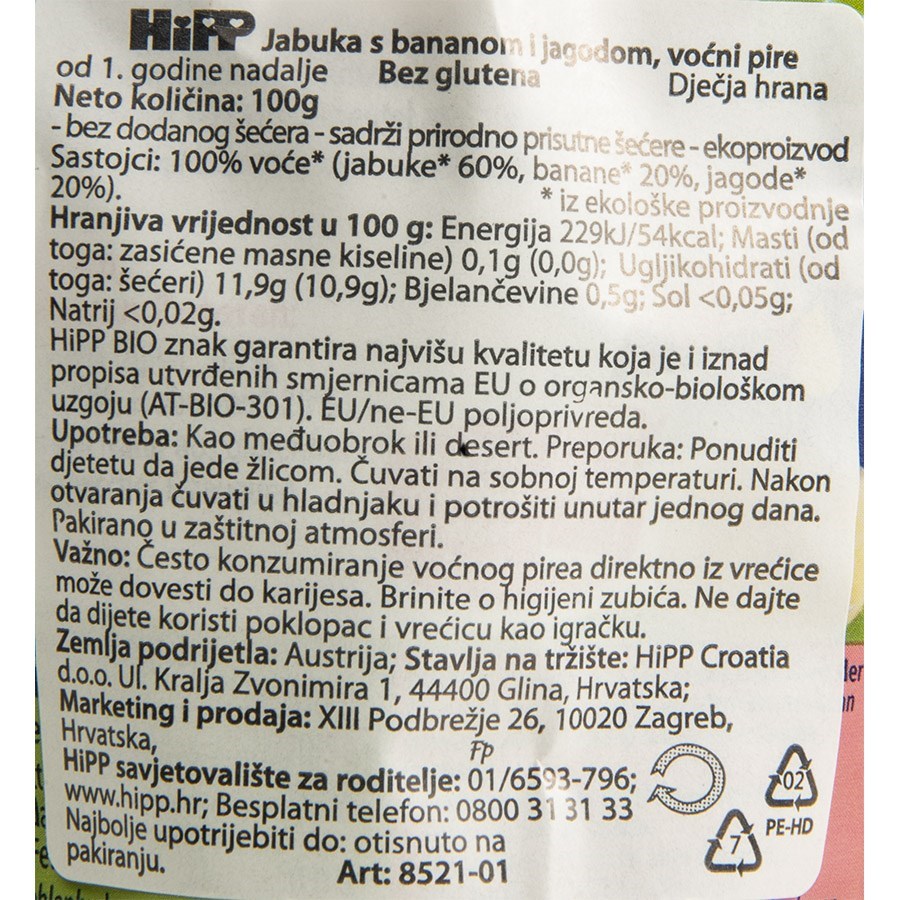 HiPP Jabuka s bananom i jagodom, voćni pire
od 1. godine nadalje Bez glutena Dječja hrana
Neto količina: 100g
- bez dodanog šećera - sadrži prirodno prisutne šećere - ekoproizvod
Sastojci: 100% voće* (jabuke* 60%, banane* 20%, jagode*
20%). * iz ekološke proizvodnje
Hranjiva vrijednost u 100 g: Energija 229kJ/54kcal; Masti (od
toga: zasićene masne kiseline) 0,1g (0,0g); Ugljikohidrati (od
toga: šećeri) 11,9g (10,9g); Bjelančevine 0,5g; Sol <0,05g;
Natrij <0,02g.
HiPP BIO znak garantira najvišu kvalitetu koja je i iznad
propisa utvrđenih smjernicama EU o organsko-biološkom
uzgoju (AT-BIO-301). EU/ne-EU poljoprivreda.
Upotreba: Kao međuobrok ili desert. Preporuka: Ponuditi
djetetu da jede žlicom. Čuvati na sobnoj temperaturi. Nakon
otvaranja čuvati u hladnjaku i potrošiti unutar jednog dana.
Pakirano u zaštitnoj atmosferi.
Važno: Često konzumiranje voćnog pirea direktno iz vrećice
može dovesti do karijesa. Brinite o higijeni zubića. Ne dajte
da dijete koristi poklopac i vrećicu kao igračku.
Zemlja podrijetla: Austrija; Stavlja na tržište: HiPP Croatia
d.o.o. Ul. Kralja Zvonimira 1, 44400 Glina, Hrvatska;
Marketing i prodaja: XIII Podbrežje 26, 10020 Zagreb,
Hrvatska, Fp
HiPP savjetovalište za roditelje: 01/6593-796;
www.hipp.hr; Besplatni telefon: 0800 31 31 33
Najbolje upotrijebiti do: otisnuto na
pakiranju. Art: 8521-01
02
PE-HD
7